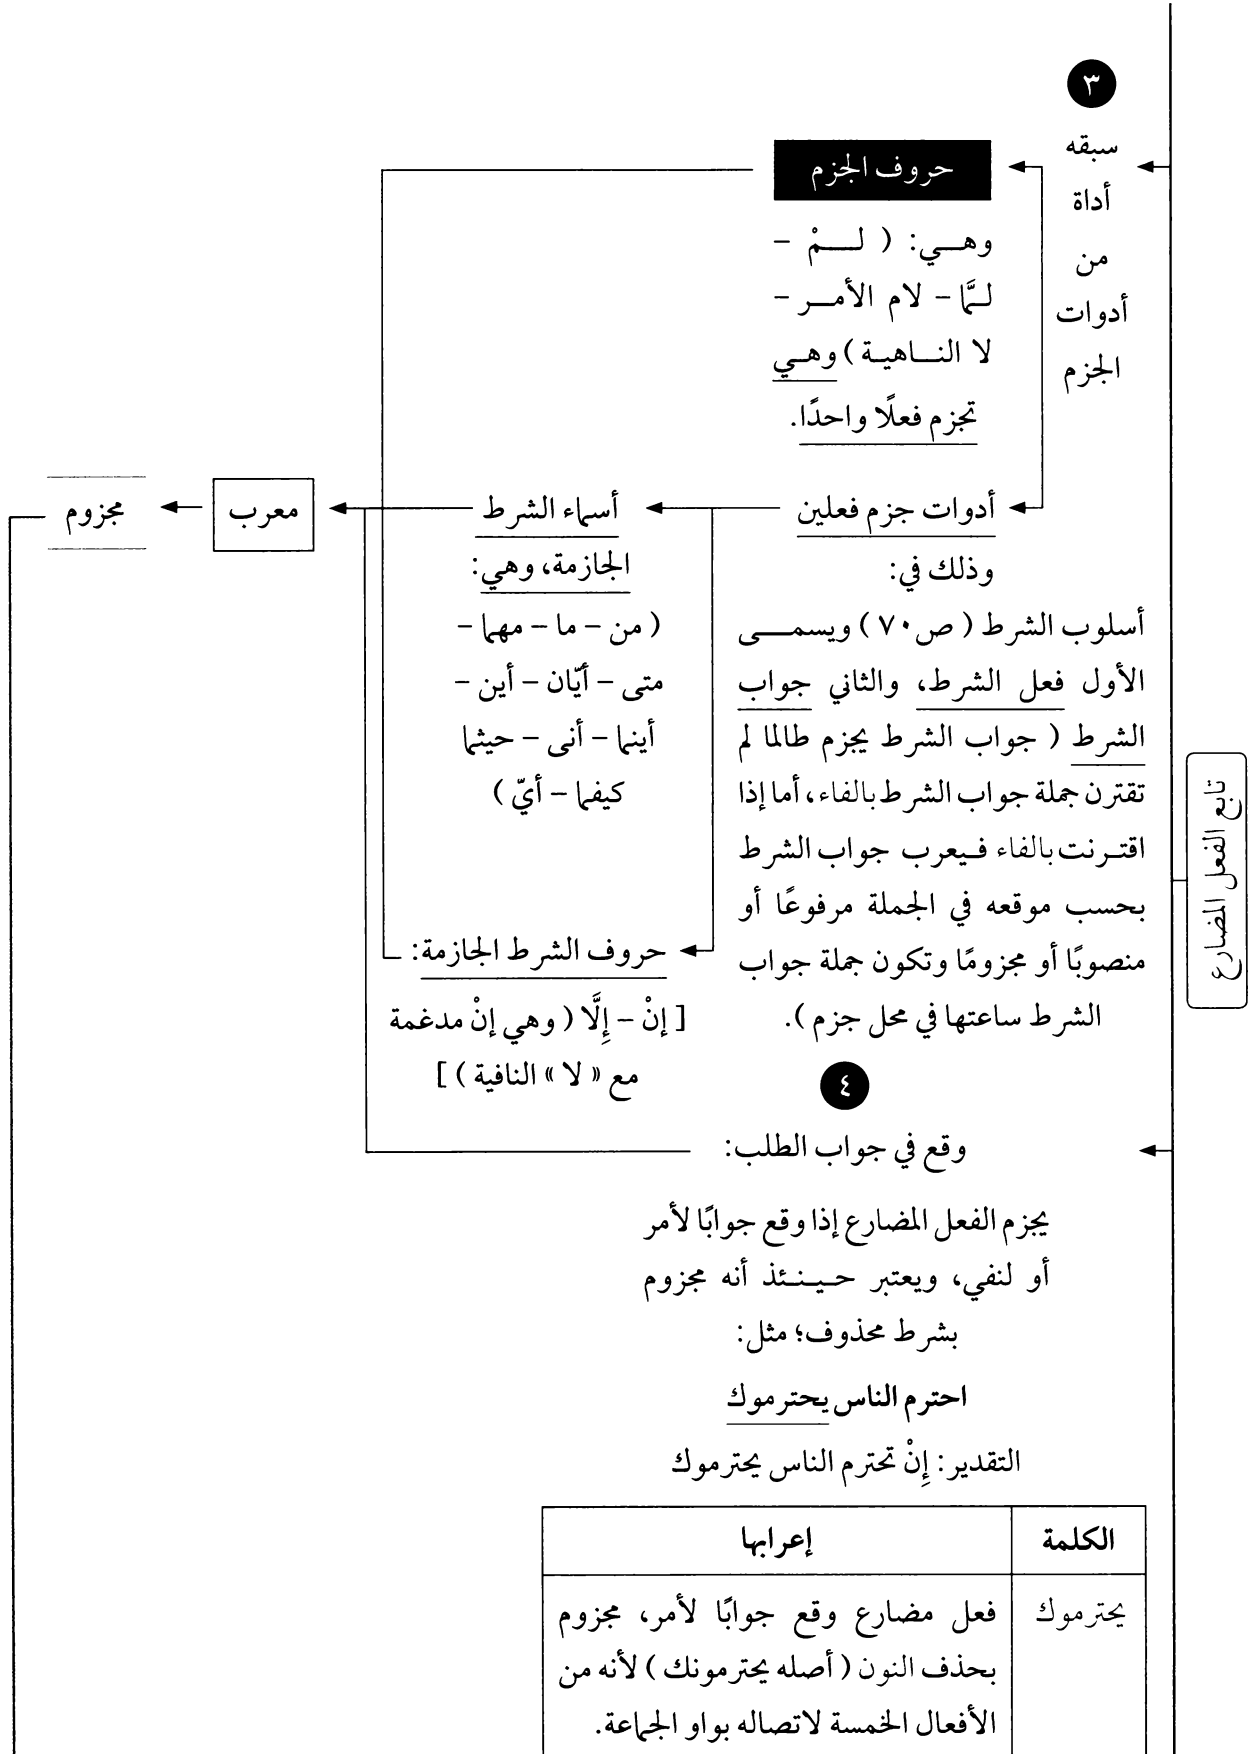 تابع الفعل المضارع
٣
سبقه
أداة
من
أدوات
الجزم
حروف الجزم
وهي: ( لمْ –
لمَّا – لام الأمر –
لا الناهية ) وهي
تجزم فعلًا واحدًا.
أدوات جزم فعلين
وذلك في:
أسلوب الشرط ( ص٧٠ ) ويسمى
الأول فعل الشرط، والثاني جواب
الشرط ( جواب الشرط يجزم طالما لم
تقترن جملة جواب الشرط بالفاء، أما إذا
اقترنت بالفاء فيعرب جواب الشرط
بحسب موقعه في الجملة مرفوعًا أو
منصوبًا أو مجزومًا وتكون جملة جواب
الشرط ساعتها في محل جزم ).
أسماء الشرط
الجازمة، وهي:
( من – ما – مهما –
متى – أيّان – أين –
أينما – أنى – حيثما
كيفما – أيّ )
حروف الشرط الجازمة:
[ إنْ – إِلَّا ( وهي إنْ مدغمة
مع « لا » النافية ) ]
معرب
مجزوم
٤
وقع في جواب الطلب:
يجزم الفعل المضارع إذا وقع جوابًا لأمر
أو لنفي، ويعتبر حينئذ أنه مجزوم
بشرط محذوف؛ مثل:
احترم الناس يحترموك
التقدير: إِنْ تحترم الناس يحترموك
الكلمة إعرابها
يحترموك فعل مضارع وقع جوابًا لأمر، مجزوم
بحذف النون ( أصله يحترمونك ) لأنه من
الأفعال الخمسة لاتصاله بواو الجماعة.